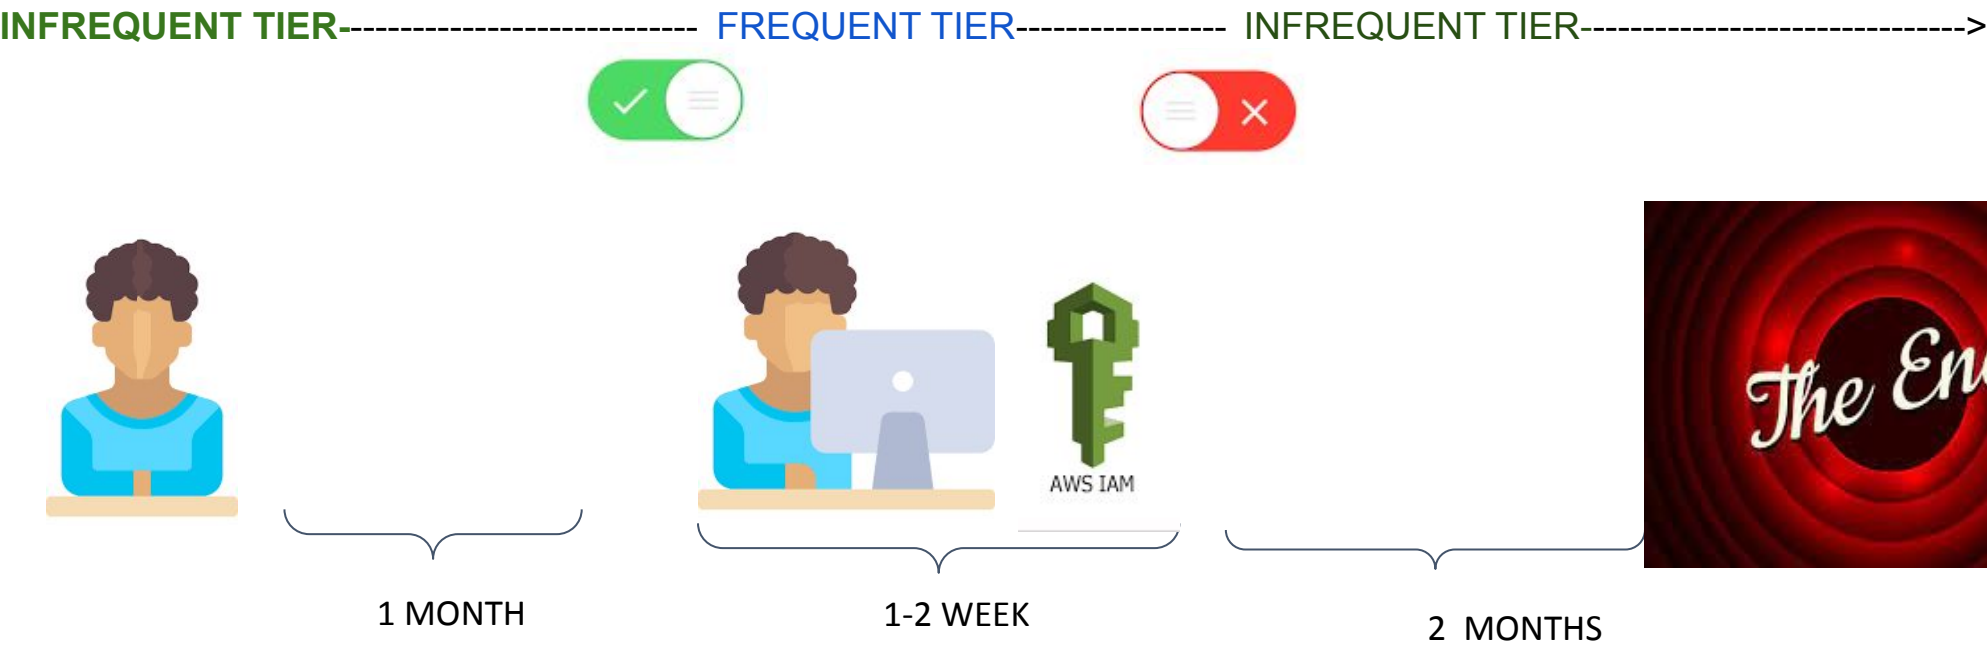 INFREQUENT TIER---------------------------- FREQUENT TIER----------------- INFREQUENT TIER------------------------------->
AWS IAM
The En
1 MONTH
1-2 WEEK
2 MONTHS